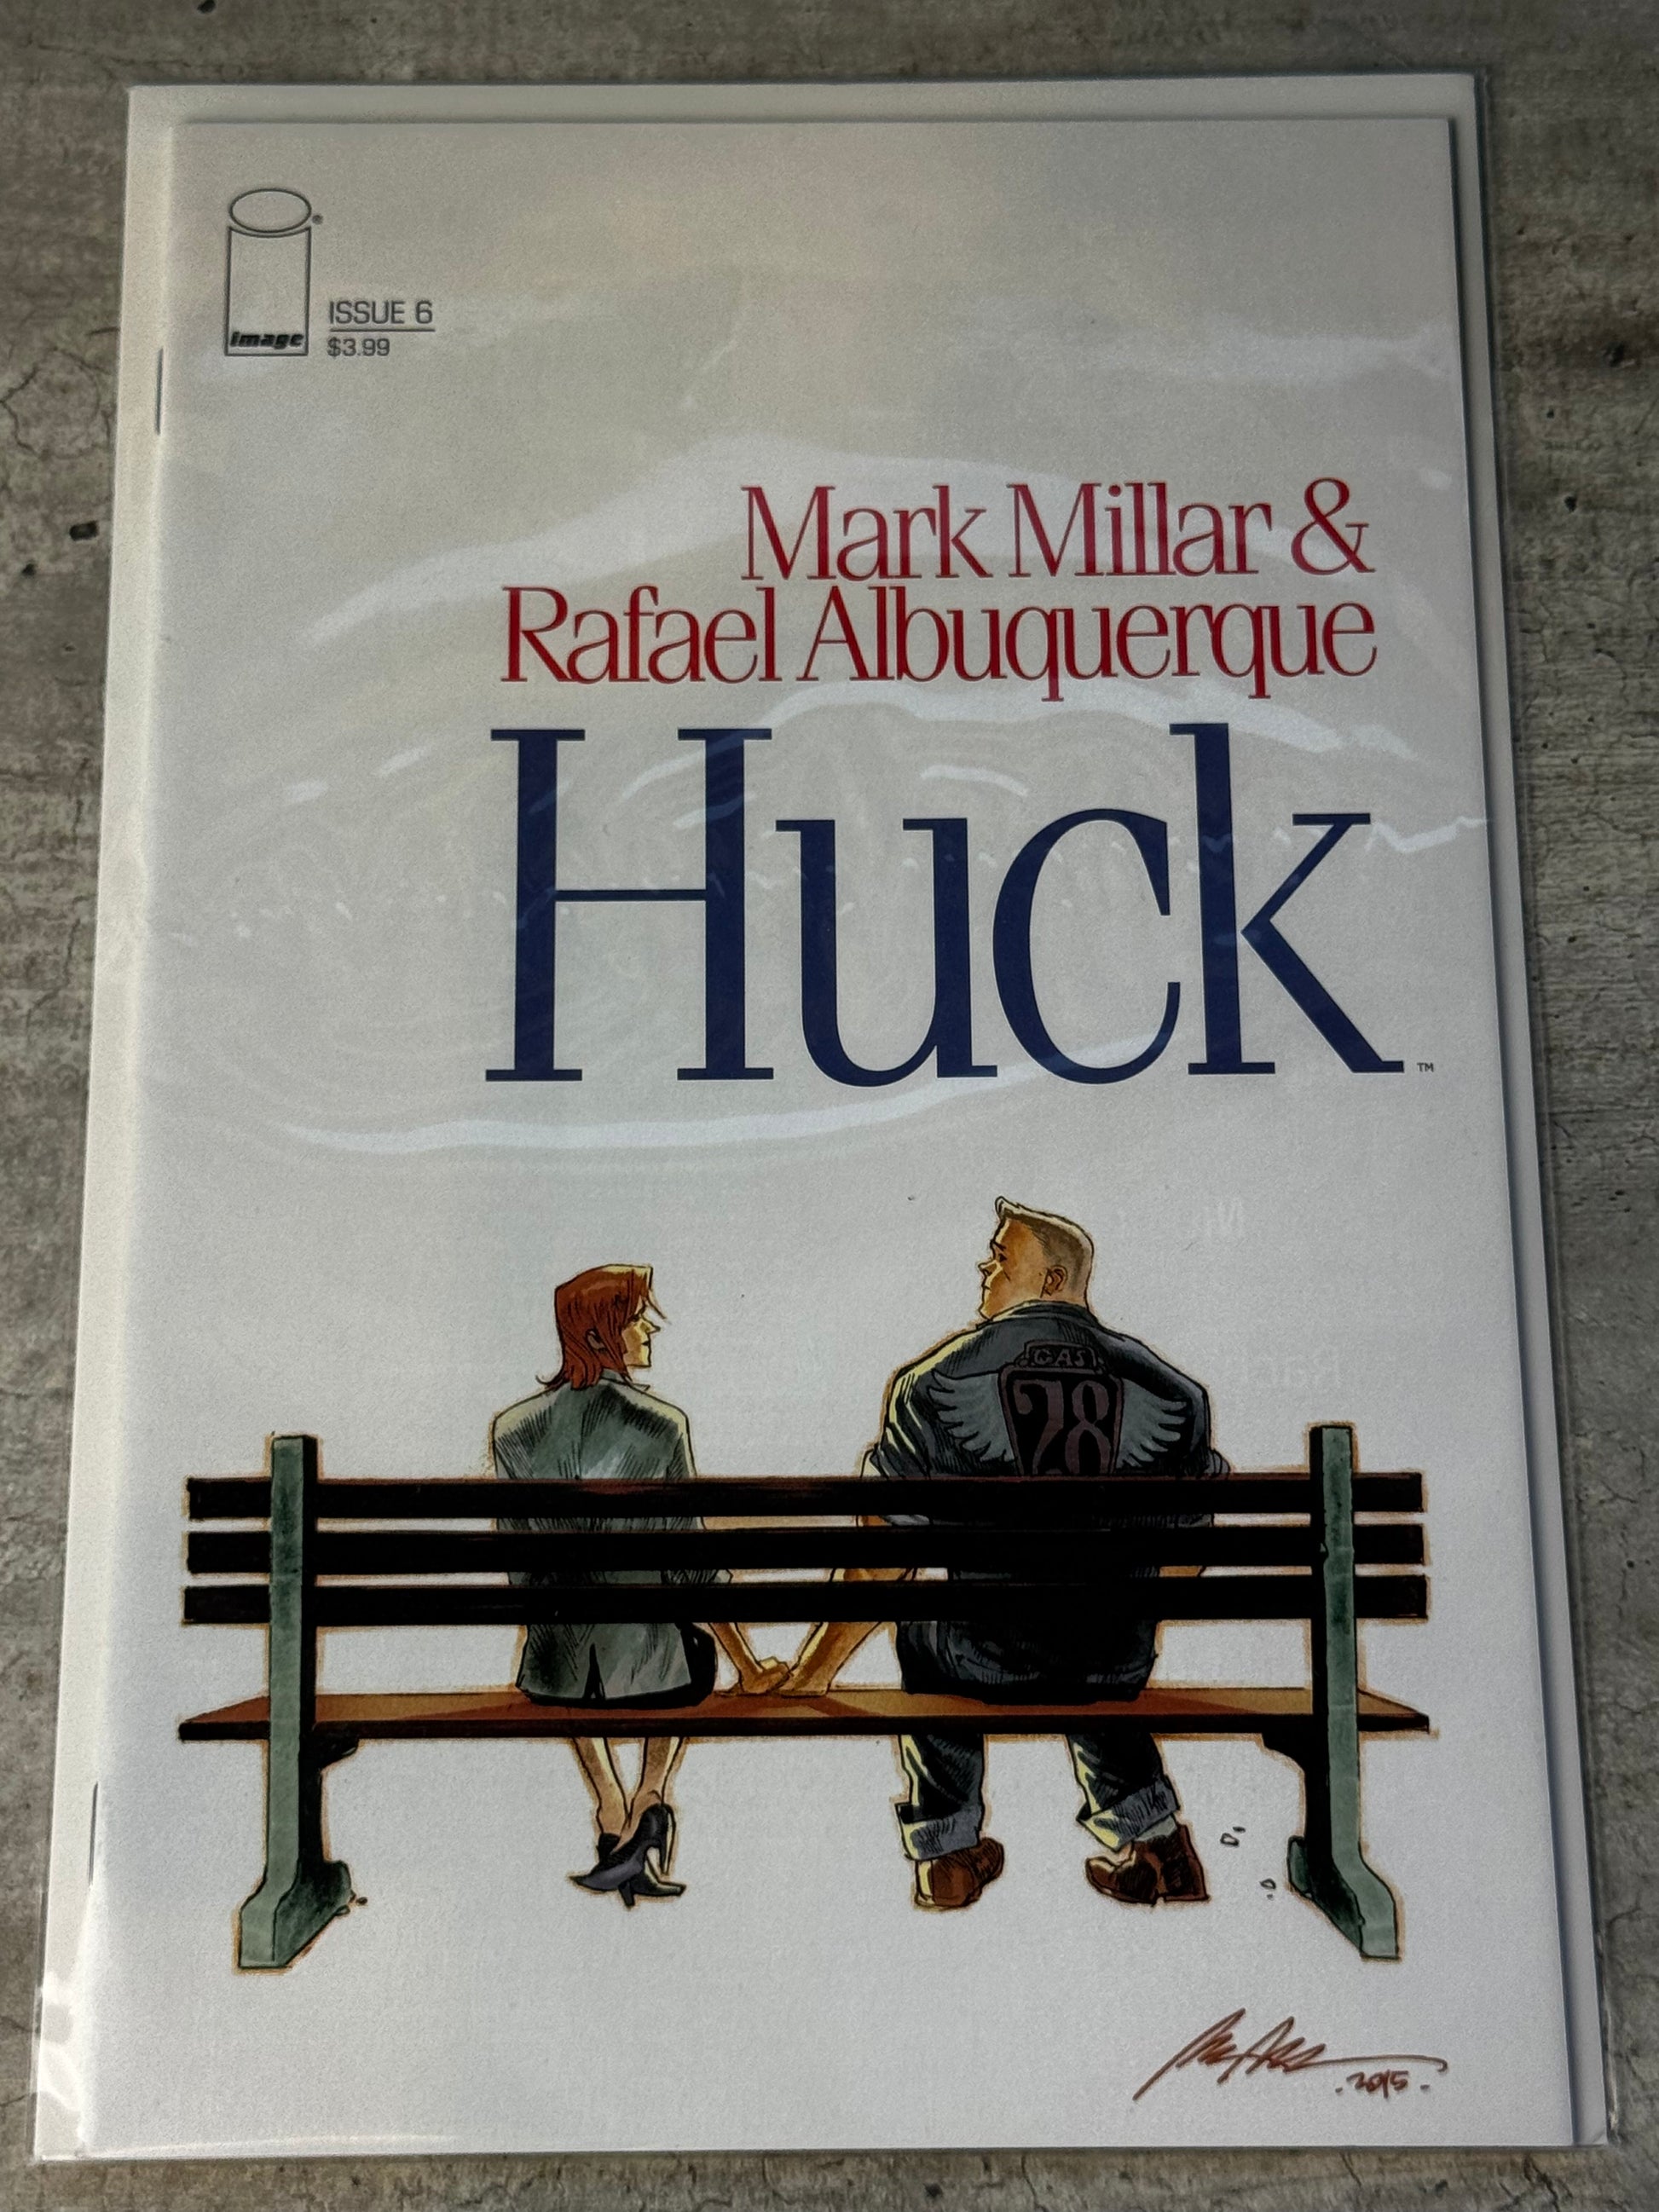 image
ISSUE 6
$3.99
Mark Millar &
Rafael Albuquerque
Huck
TM
GAS
28
2015